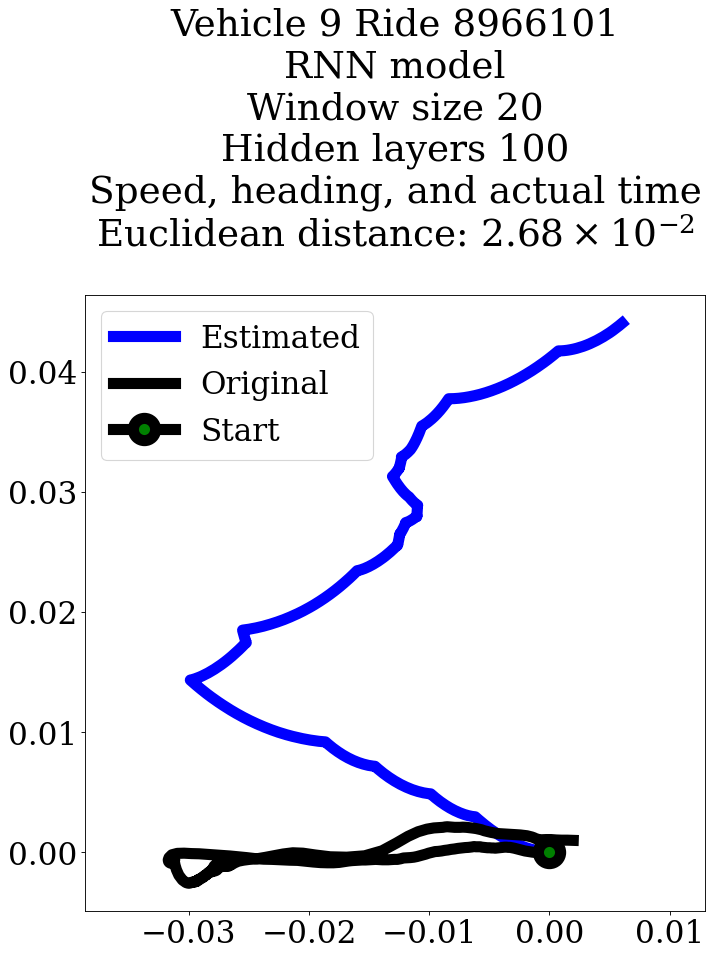 Vehicle 9 Ride 8966101
RNN model
Window size 20
Hidden layers 100
Speed, heading, and actual time
Euclidean distance: 2.68 × 10⁻²
Estimated
Original
Start
0.04
0.03
0.02
0.01
0.00
−0.03 −0.02 −0.01 0.00 0.01